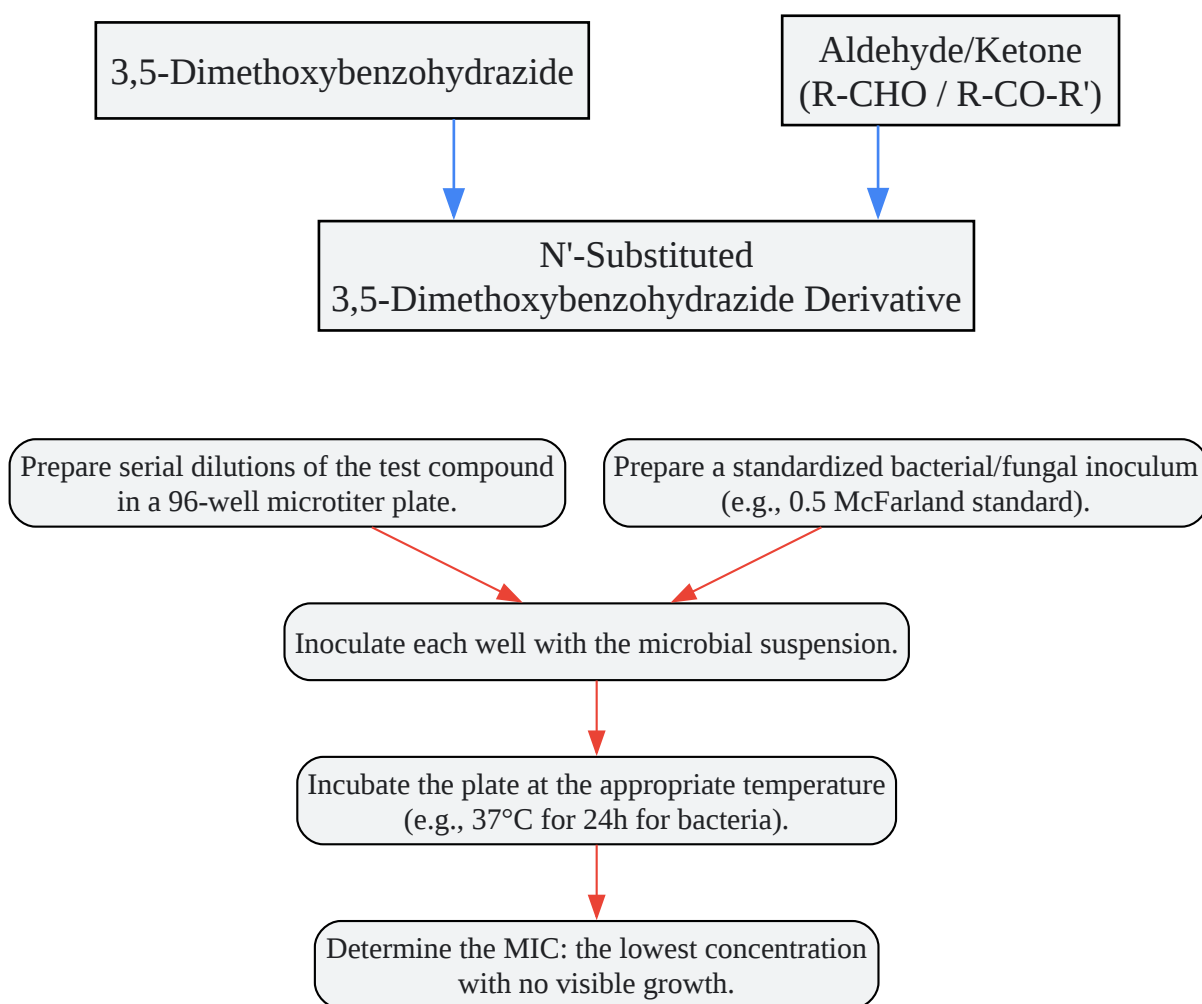 3,5-Dimethoxybenzohydrazide
Aldehyde/Ketone
(R-CHO / R-CO-R')
N'-Substituted
3,5-Dimethoxybenzohydrazide Derivative
Prepare serial dilutions of the test compound
in a 96-well microtiter plate.
Prepare a standardized bacterial/fungal inoculum
(e.g., 0.5 McFarland standard).
Inoculate each well with the microbial suspension.
Incubate the plate at the appropriate temperature
(e.g., 37°C for 24h for bacteria).
Determine the MIC: the lowest concentration
with no visible growth.